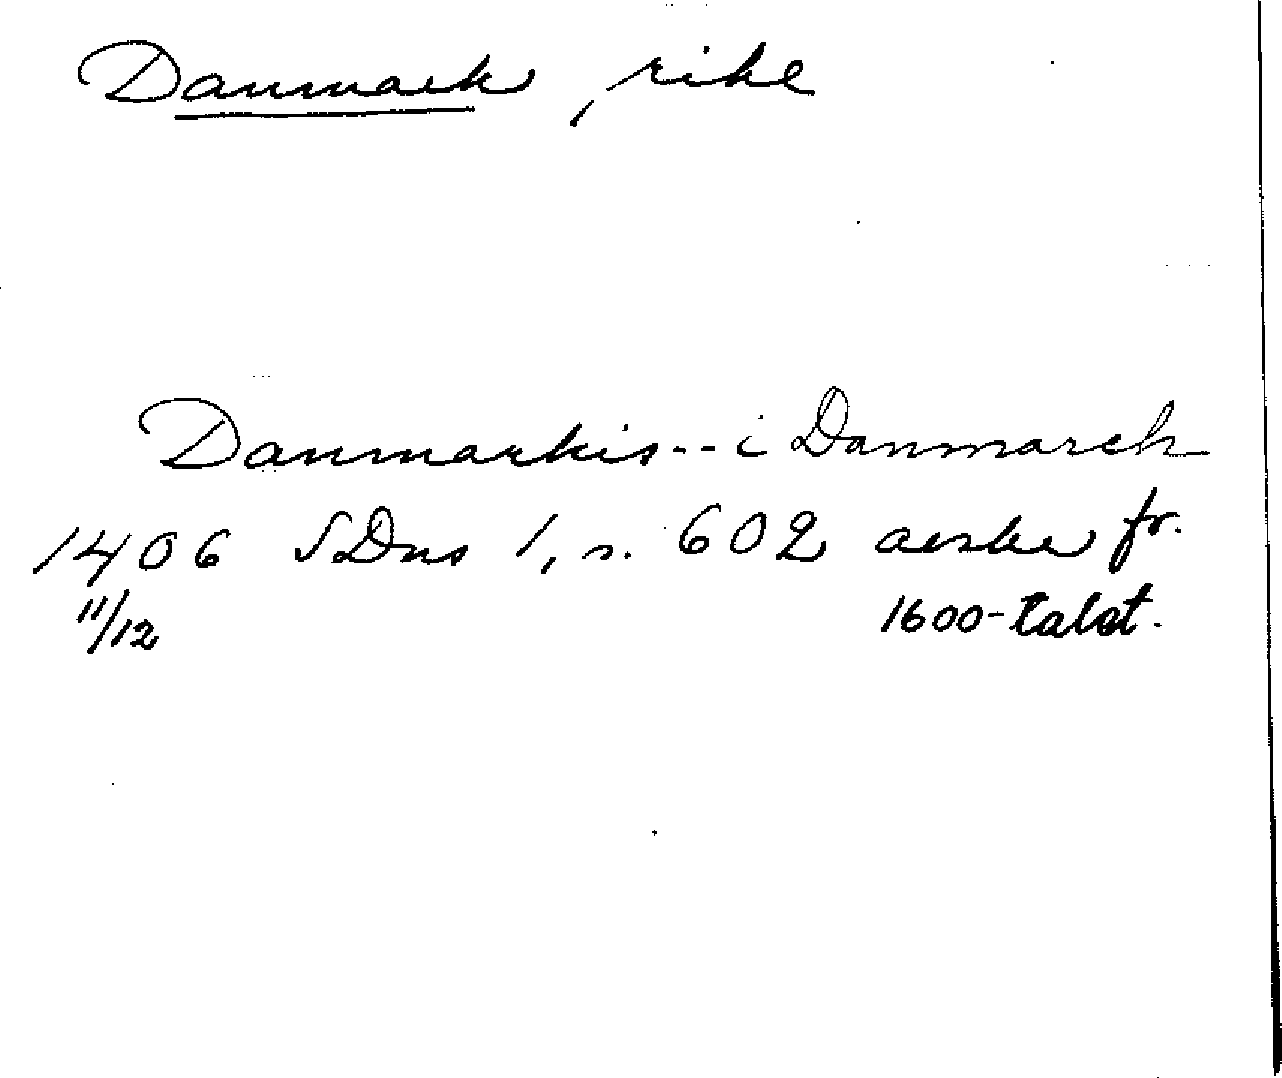 Danmark, rike
Danmarkis -- i Danmarch
1406 SDns 1, s. 602 avskr fr.
11/12 1600-talet.